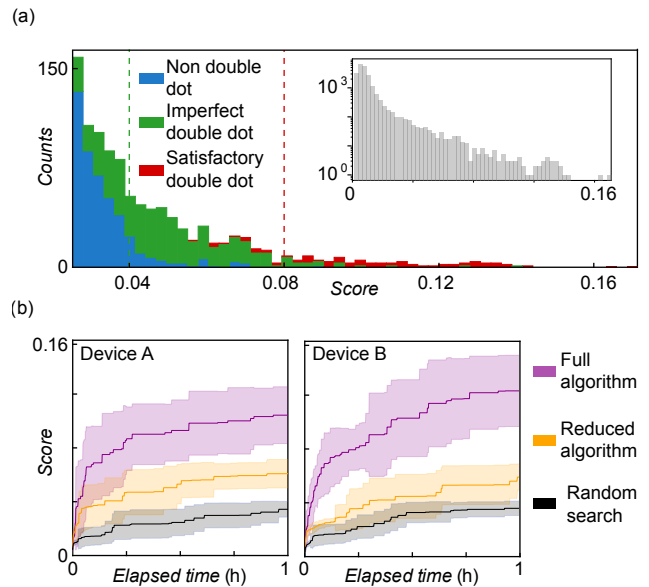 (a)
150
Counts
0
Non double
dot
Imperfect
double dot
Satisfactory
double dot
10³
10⁰
0
0.16
0.04
0.08
0.12
0.16
Score
(b)
0.16
Score
0
Device A
Device B
0
1
Elapsed time (h)
0
1
Elapsed time (h)
Full
algorithm
Reduced
algorithm
Random
search